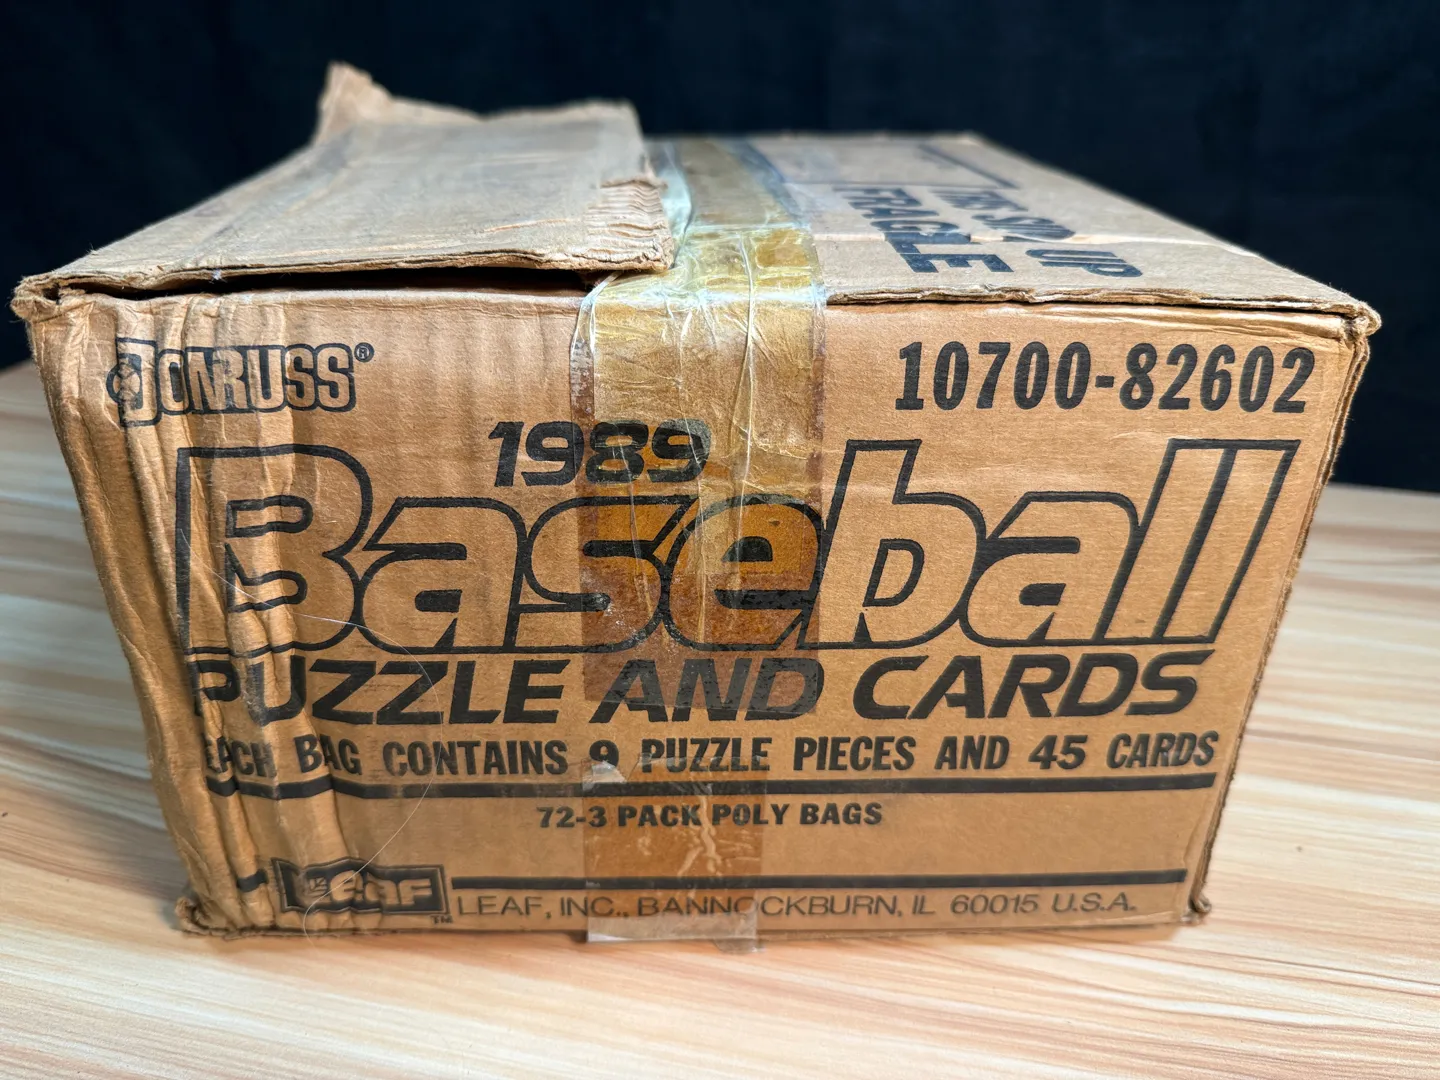 THIS SIDE UP
FRAGILE
DONRUSS®
10700-82602
1989
Baseball
PUZZLE AND CARDS
EACH BAG CONTAINS 9 PUZZLE PIECES AND 45 CARDS
72-3 PACK POLY BAGS
Leaf™
LEAF, INC., BANNOCKBURN, IL 60015 U.S.A.